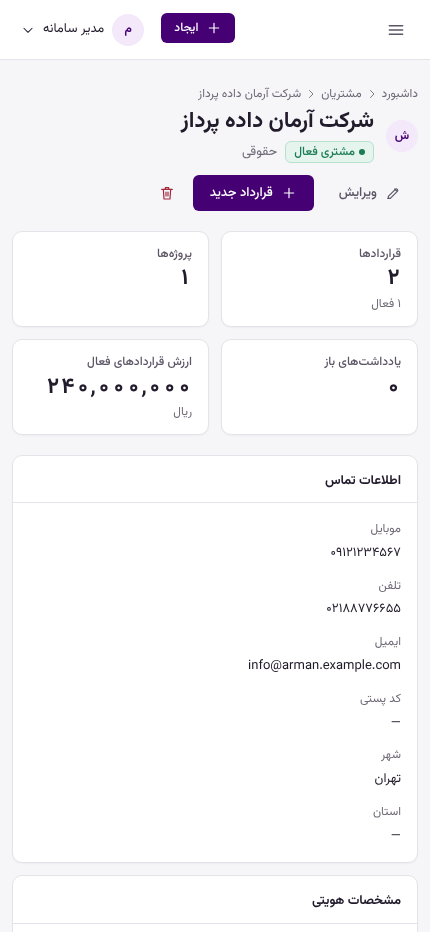 ایجاد
م
مدیر سامانه
داشبورد
مشتریان
شرکت آرمان داده پرداز
ش
شرکت آرمان داده پرداز
مشتری فعال
حقوقی
ویرایش
قرارداد جدید
قراردادها
۲
۱ فعال
پروژه‌ها
۱
یادداشت‌های باز
۰
ارزش قراردادهای فعال
۲۴۰,۰۰۰,۰۰۰
ریال
اطلاعات تماس
موبایل
۰۹۱۲۱۲۳۴۵۶۷
تلفن
۰۲۱۸۸۷۷۶۶۵۵
ایمیل
info@arman.example.com
کد پستی
—
شهر
تهران
استان
—
مشخصات هویتی